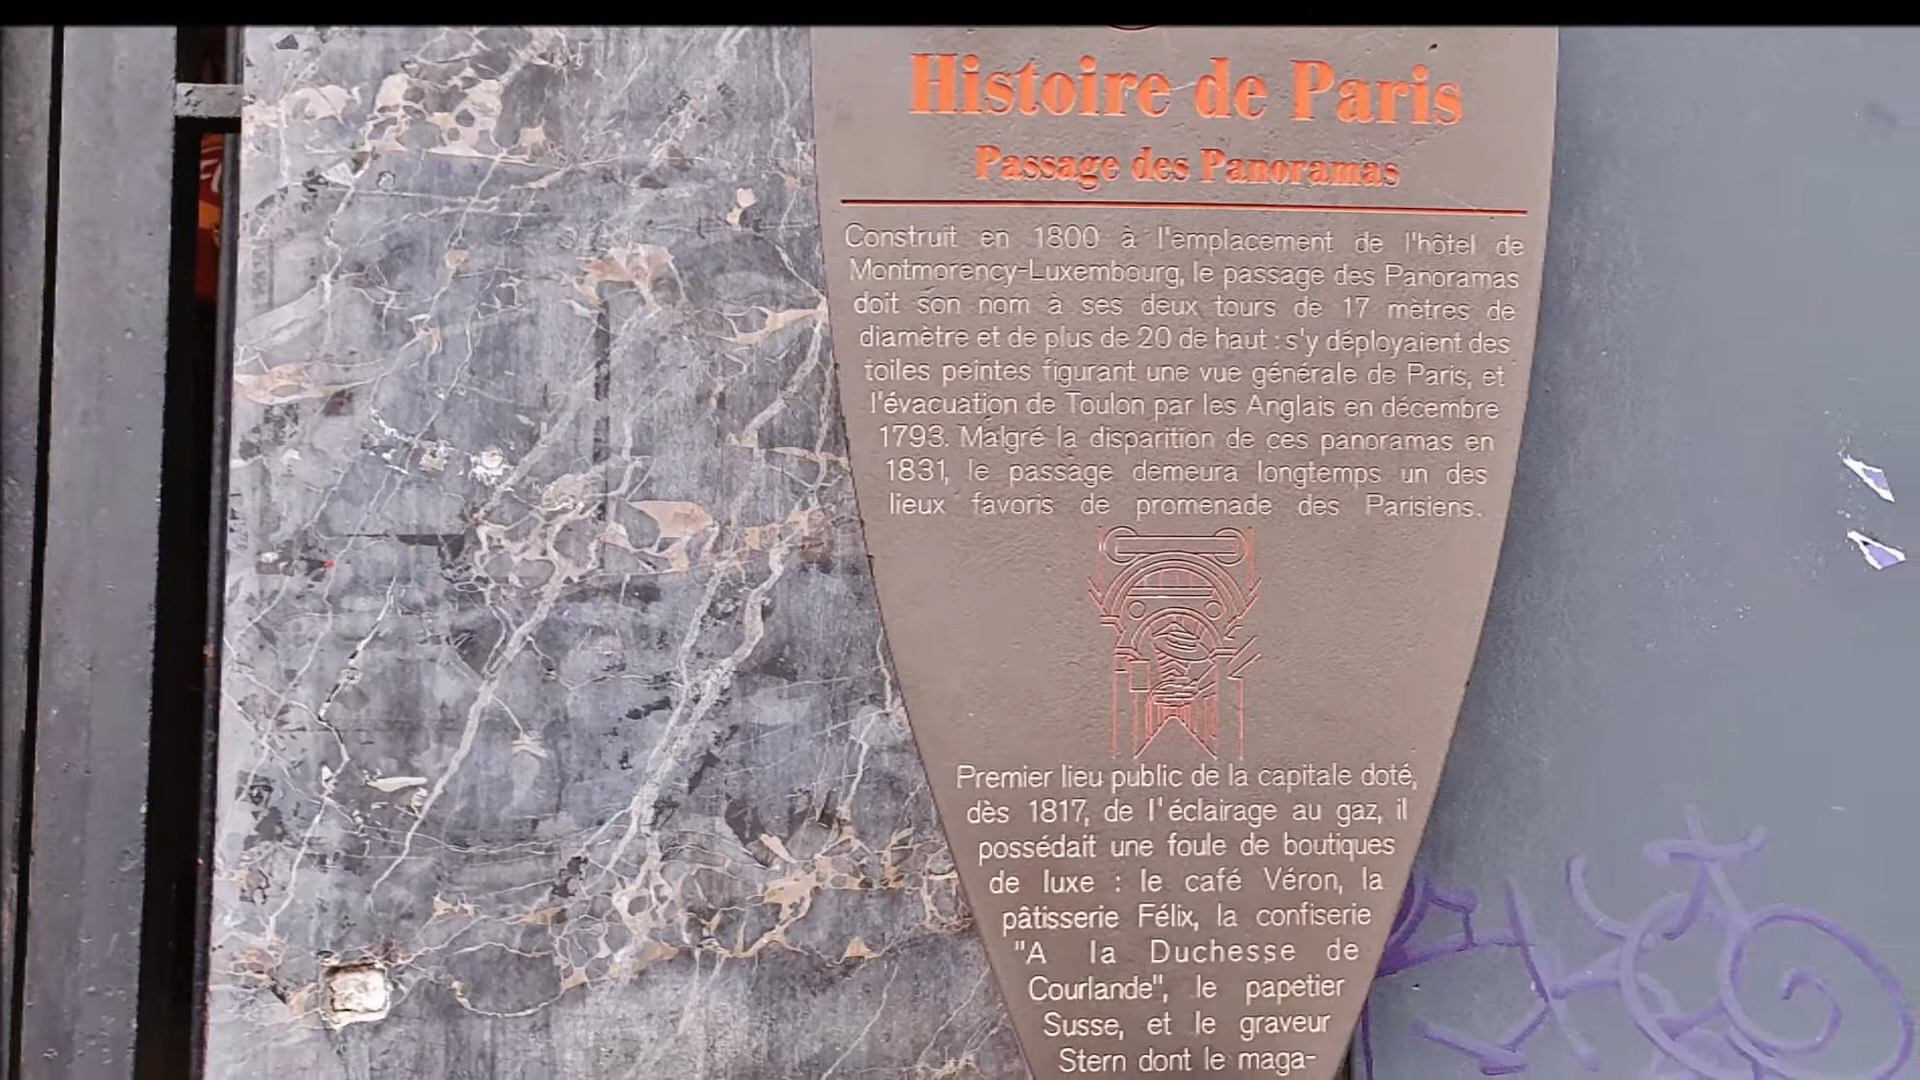 Histoire de Paris
Passage des Panoramas
Construit en 1800 à l'emplacement de l'hôtel de
Montmorency-Luxembourg, le passage des Panoramas
doit son nom à ses deux tours de 17 mètres de
diamètre et de plus de 20 de haut : s'y déployaient des
toiles peintes figurant une vue générale de Paris, et
l'évacuation de Toulon par les Anglais en décembre
1793. Malgré la disparition de ces panoramas en
1831, le passage demeura longtemps un des
lieux favoris de promenade des Parisiens.
Premier lieu public de la capitale doté,
dès 1817, de l'éclairage au gaz, il
possédait une foule de boutiques
de luxe : le café Véron, la
pâtisserie Félix, la confiserie
"A la Duchesse de
Courlande", le papetier
Susse, et le graveur
Stern dont le maga-